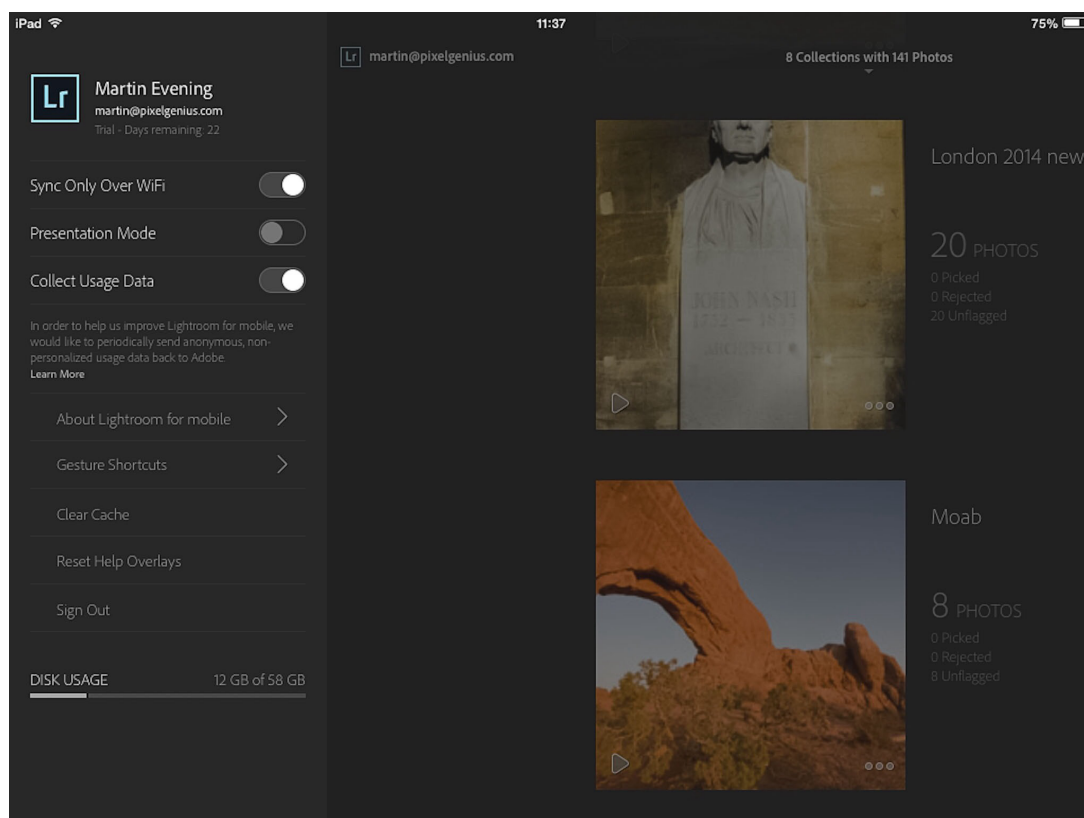 iPad 11:37 75%
Lr Martin Evening
martin@pixelgenius.com
Trial - Days remaining: 22
Sync Only Over WiFi
Presentation Mode
Collect Usage Data
In order to help us improve Lightroom for mobile, we
would like to periodically send anonymous, non-
personalized usage data back to Adobe.
Learn More
About Lightroom for mobile
Gesture Shortcuts
Clear Cache
Reset Help Overlays
Sign Out
DISK USAGE 12 GB of 58 GB
Lr martin@pixelgenius.com 8 Collections with 141 Photos
JOHN NASH
ARCHITECT
London 2014 new
20 PHOTOS
0 Picked
0 Rejected
20 Unflagged
Moab
8 PHOTOS
0 Picked
0 Rejected
8 Unflagged